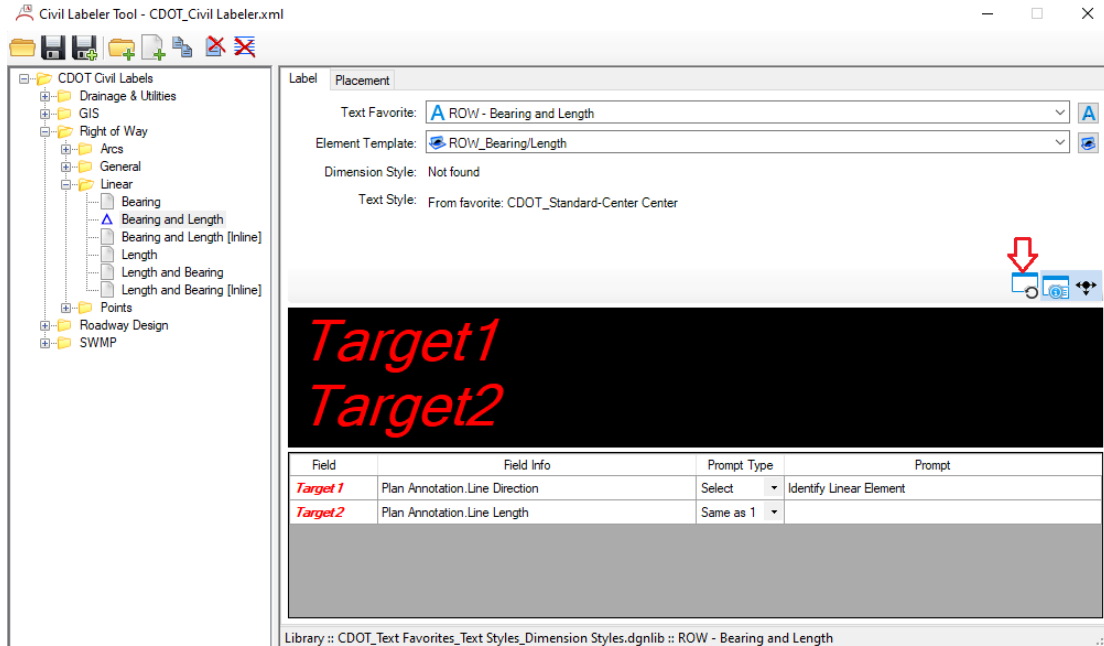 Civil Labeler Tool - CDOT_Civil Labeler.xml
CDOT Civil Labels
Drainage & Utilities
GIS
Right of Way
Arcs
General
Linear
Bearing
Bearing and Length
Bearing and Length [Inline]
Length
Length and Bearing
Length and Bearing [Inline]
Points
Roadway Design
SWMP
Label Placement
Text Favorite: A ROW - Bearing and Length A
Element Template: ROW_Bearing/Length
Dimension Style: Not found
Text Style: From favorite: CDOT_Standard-Center Center
Target1
Target2
Field Field Info Prompt Type Prompt
Target1 Plan Annotation.Line Direction Select Identify Linear Element
Target2 Plan Annotation.Line Length Same as 1
Library :: CDOT_Text Favorites_Text Styles_Dimension Styles.dgnlib :: ROW - Bearing and Length